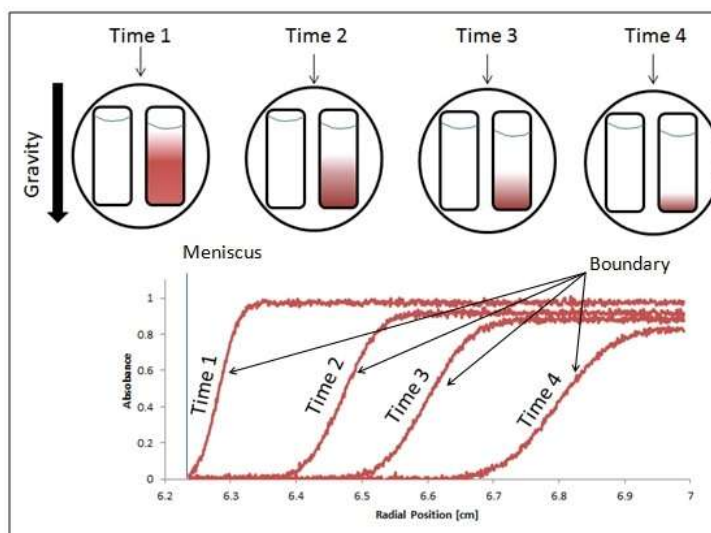 Time 1
Time 2
Time 3
Time 4
Gravity
Meniscus
Boundary
1
0.8
0.6
0.4
0.2
0
Absobance
Time 1
Time 2
Time 3
Time 4
6.2 6.3 6.4 6.5 6.6 6.7 6.8 6.9 7
Radial Position [cm]